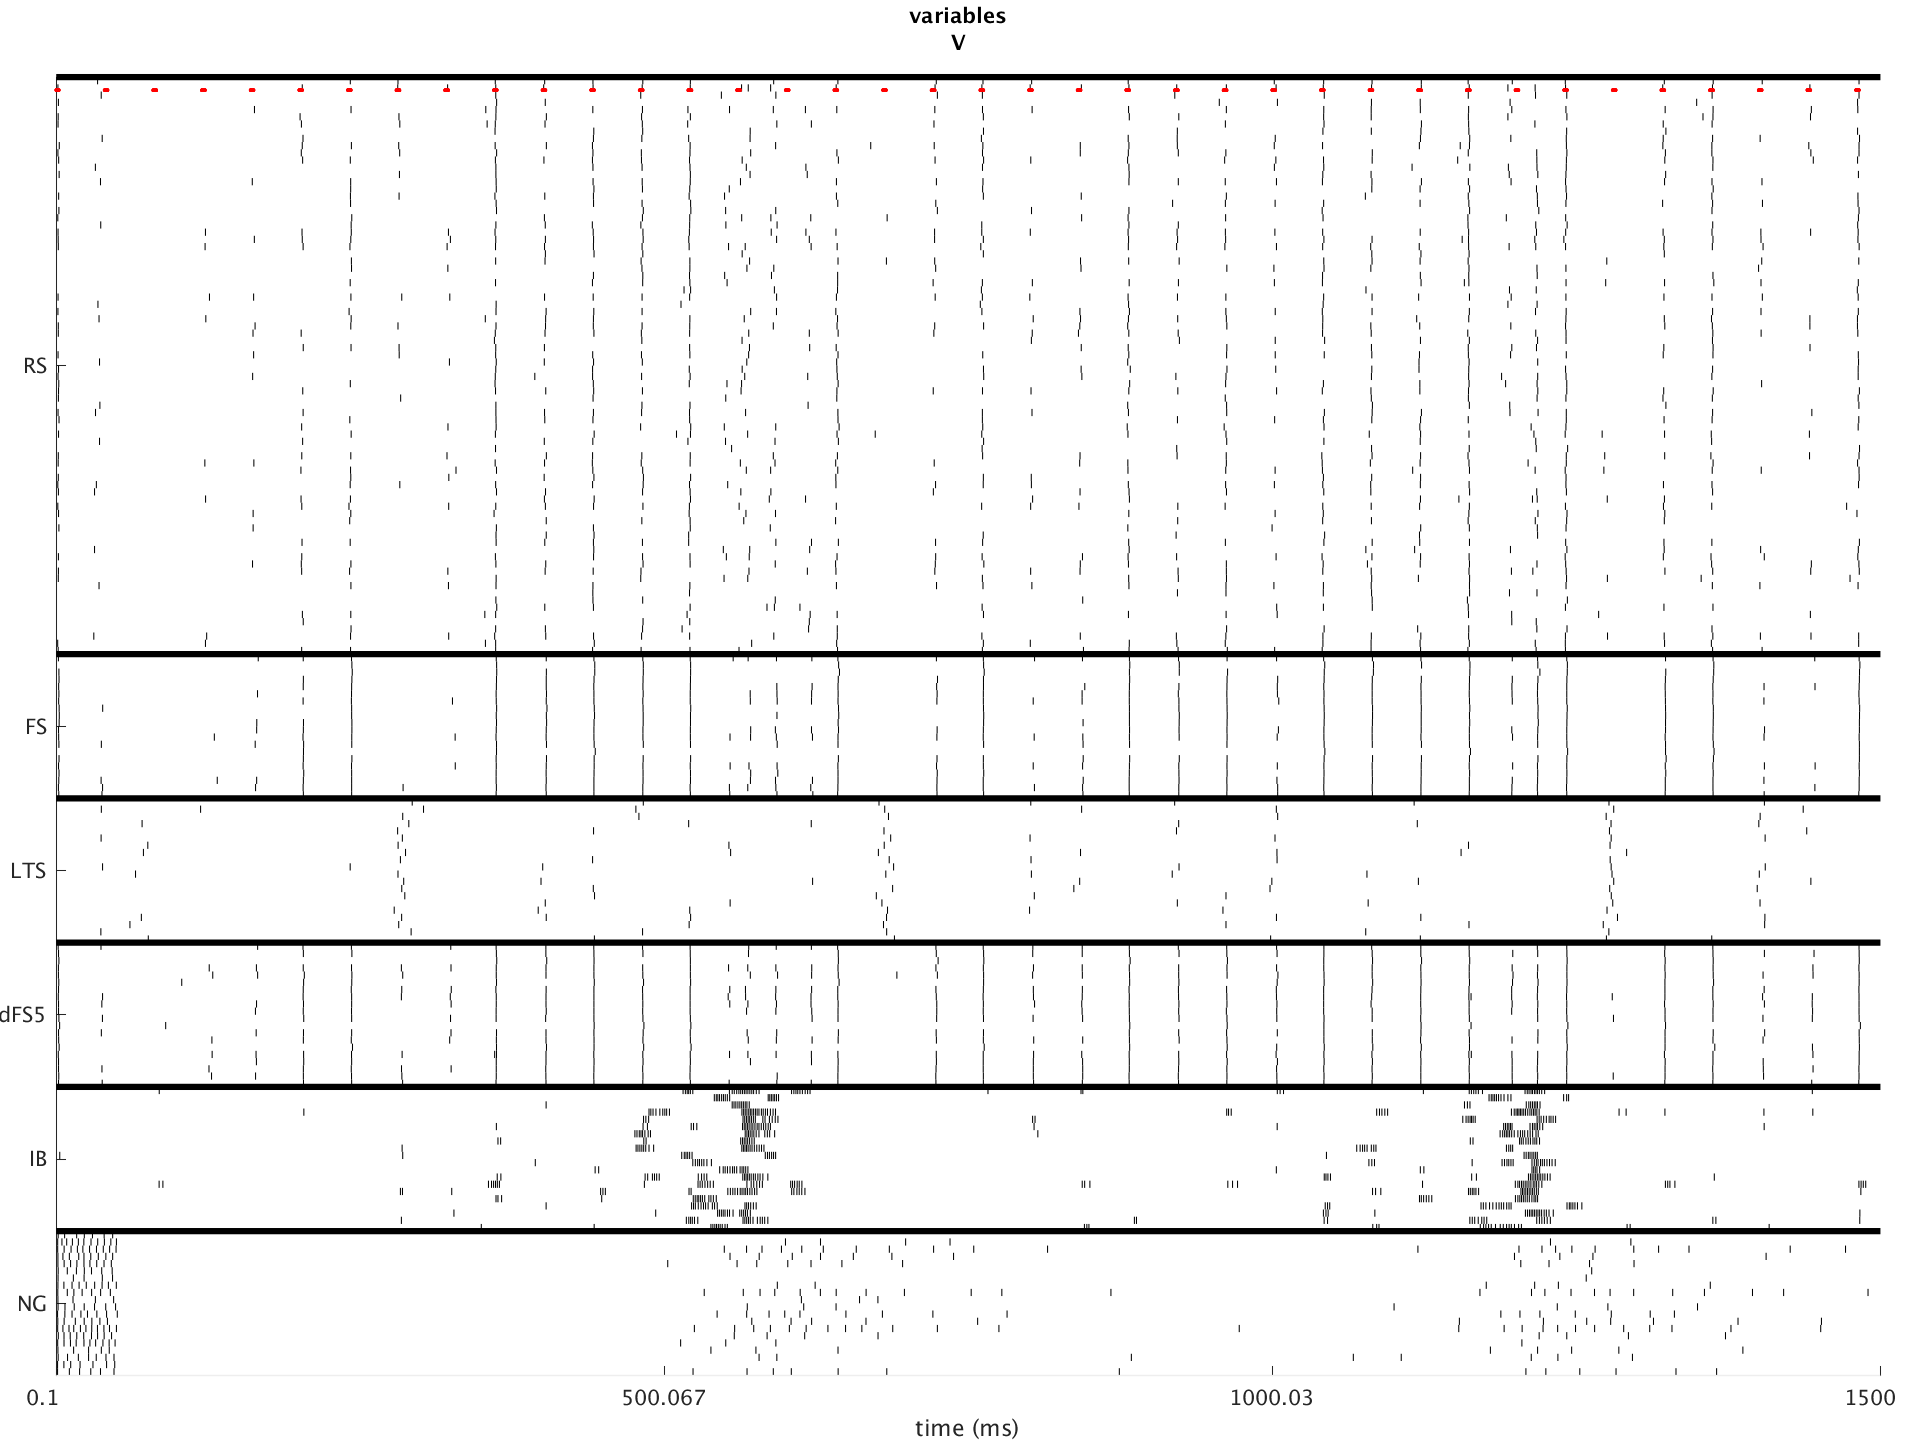 variables
V
RS
FS
LTS
dFS5
IB
NG
0.1
500.067
1000.03
1500
time (ms)